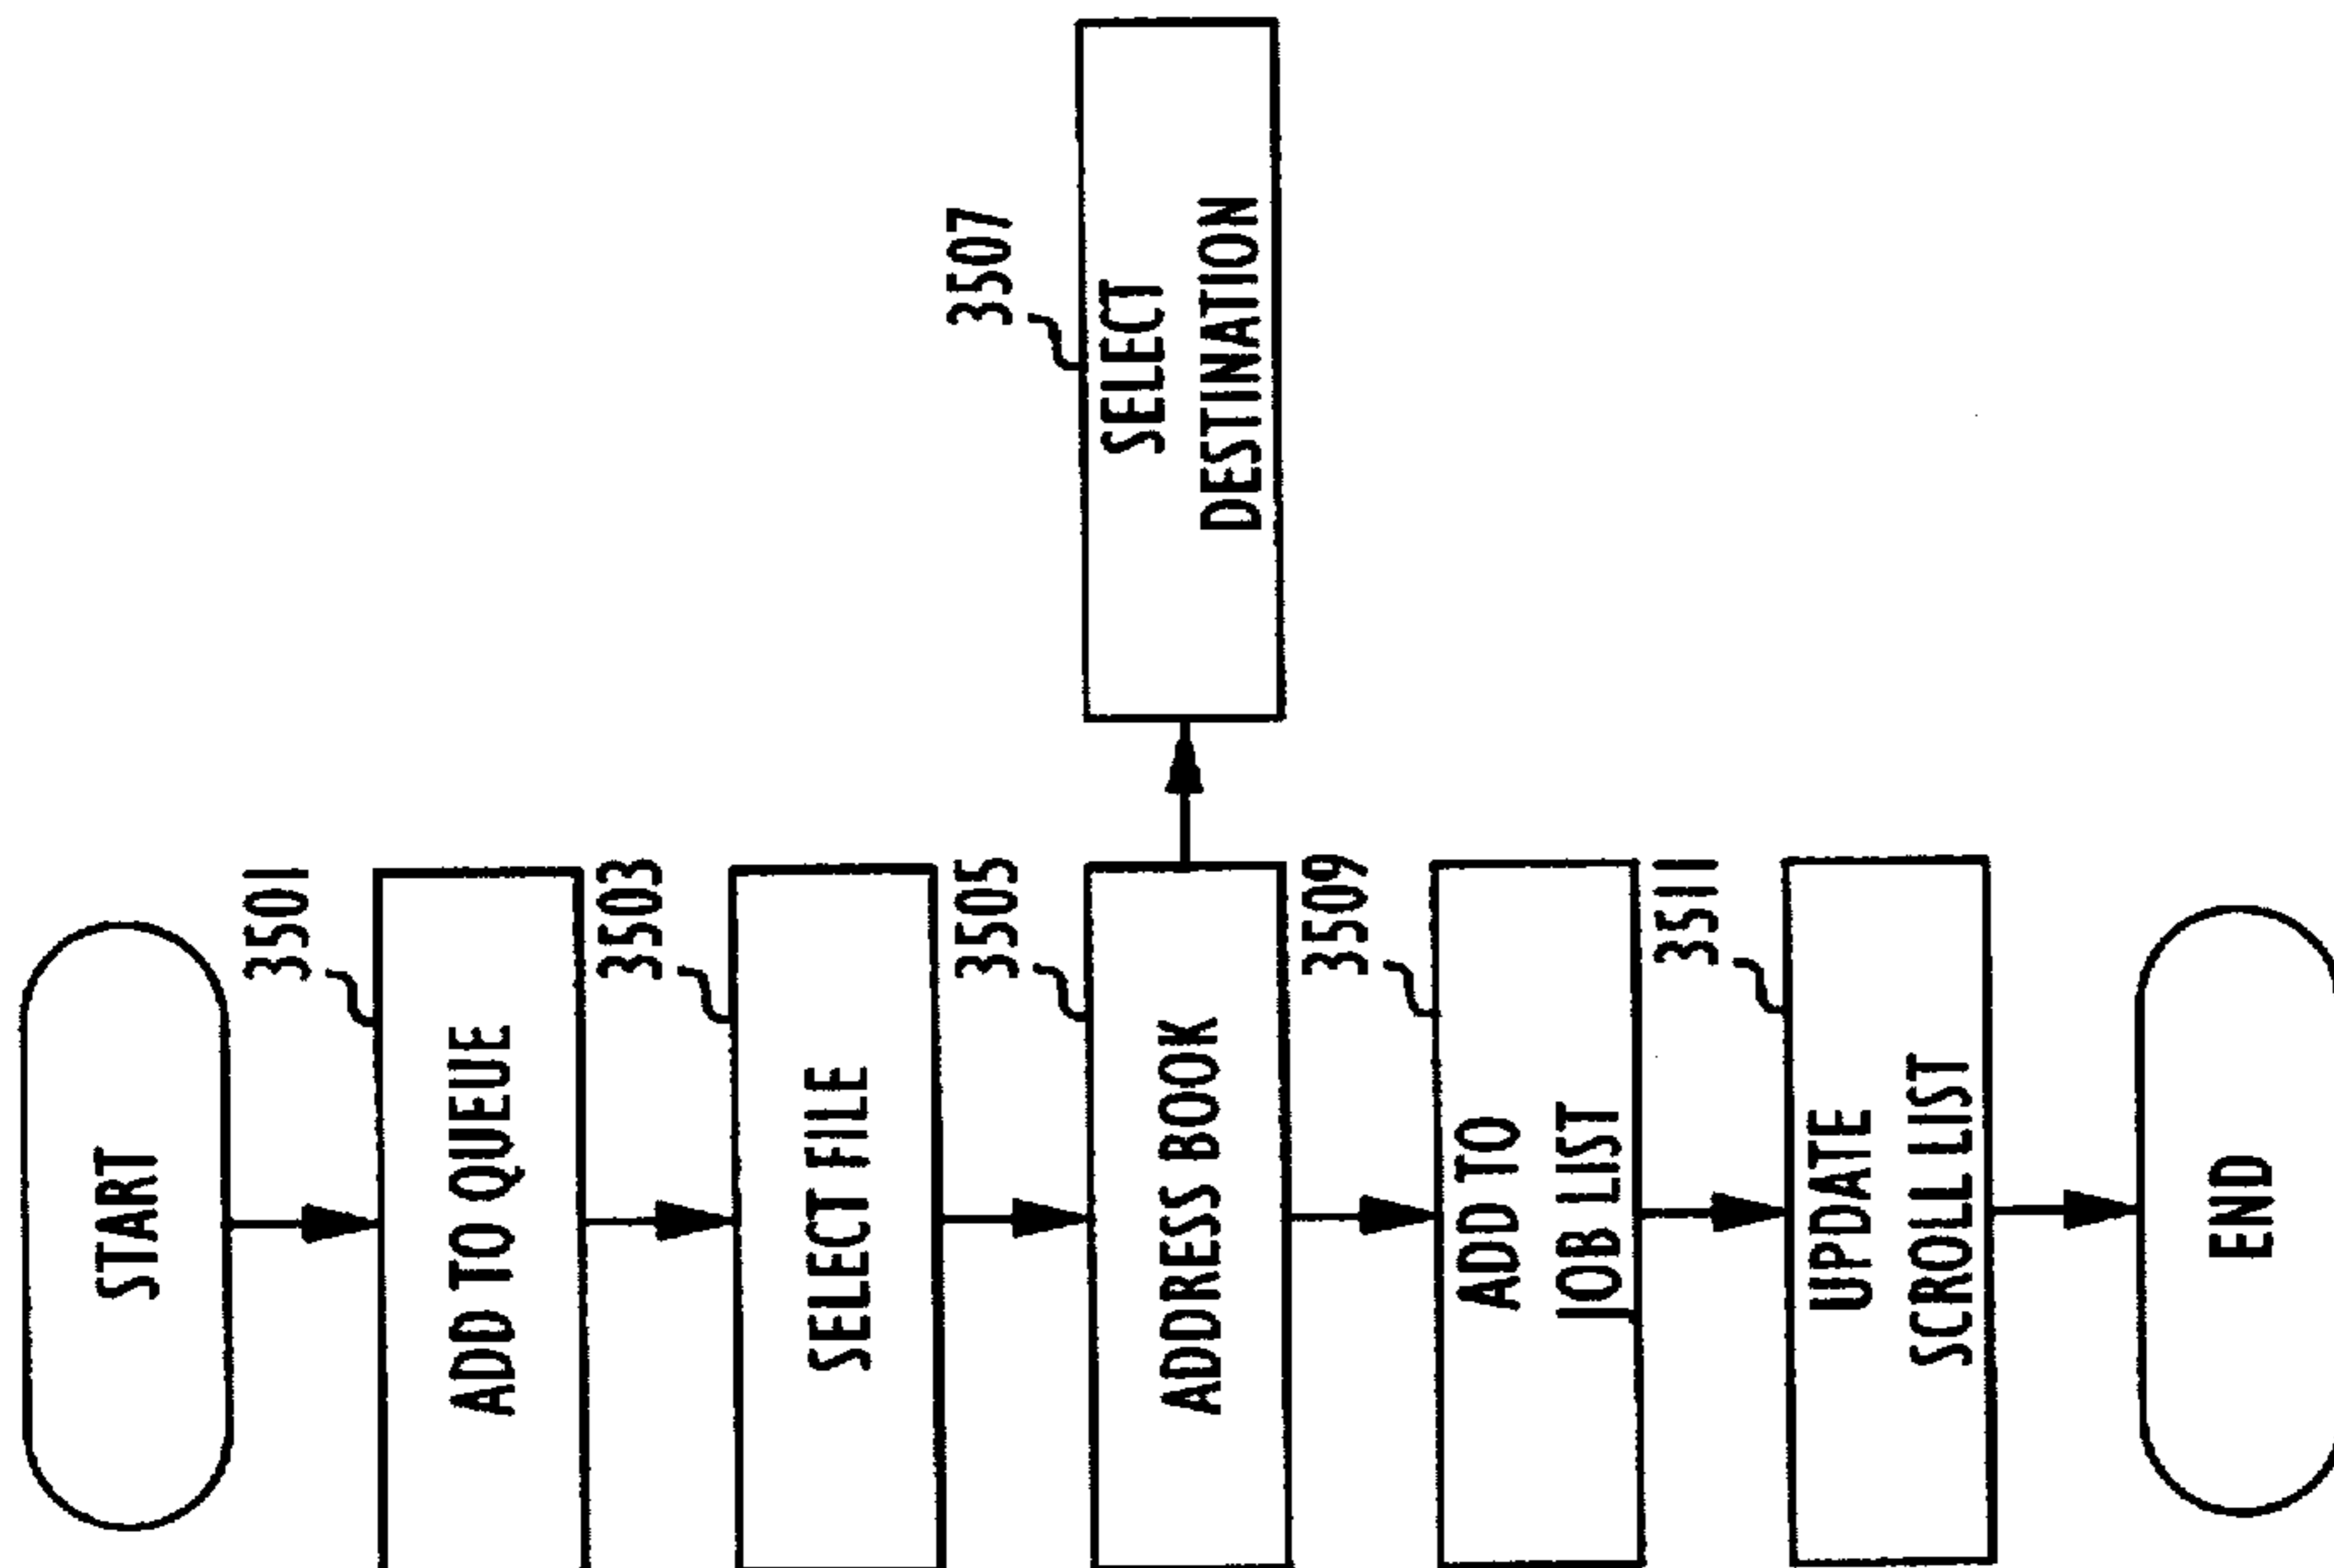 START
3501
ADD TO QUEUE
3503
SELECT FILE
3505
ADDRESS BOOK
3507
SELECT
DESTINATION
3509
ADD TO
JOB LIST
3511
UPDATE
SCROLL LIST
END